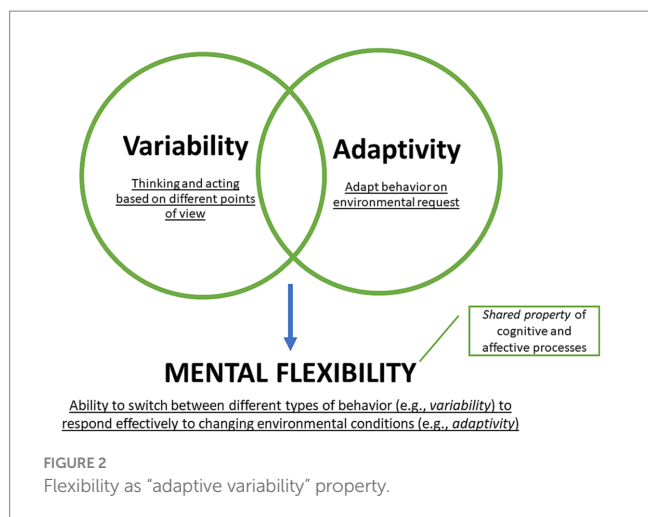 Variability
Thinking and acting
based on different points
of view
Adaptivity
Adapt behavior on
environmental request
Shared property of
cognitive and
affective processes
MENTAL FLEXIBILITY
Ability to switch between different types of behavior (e.g., variability) to
respond effectively to changing environmental conditions (e.g., adaptivity)
FIGURE 2
Flexibility as “adaptive variability” property.